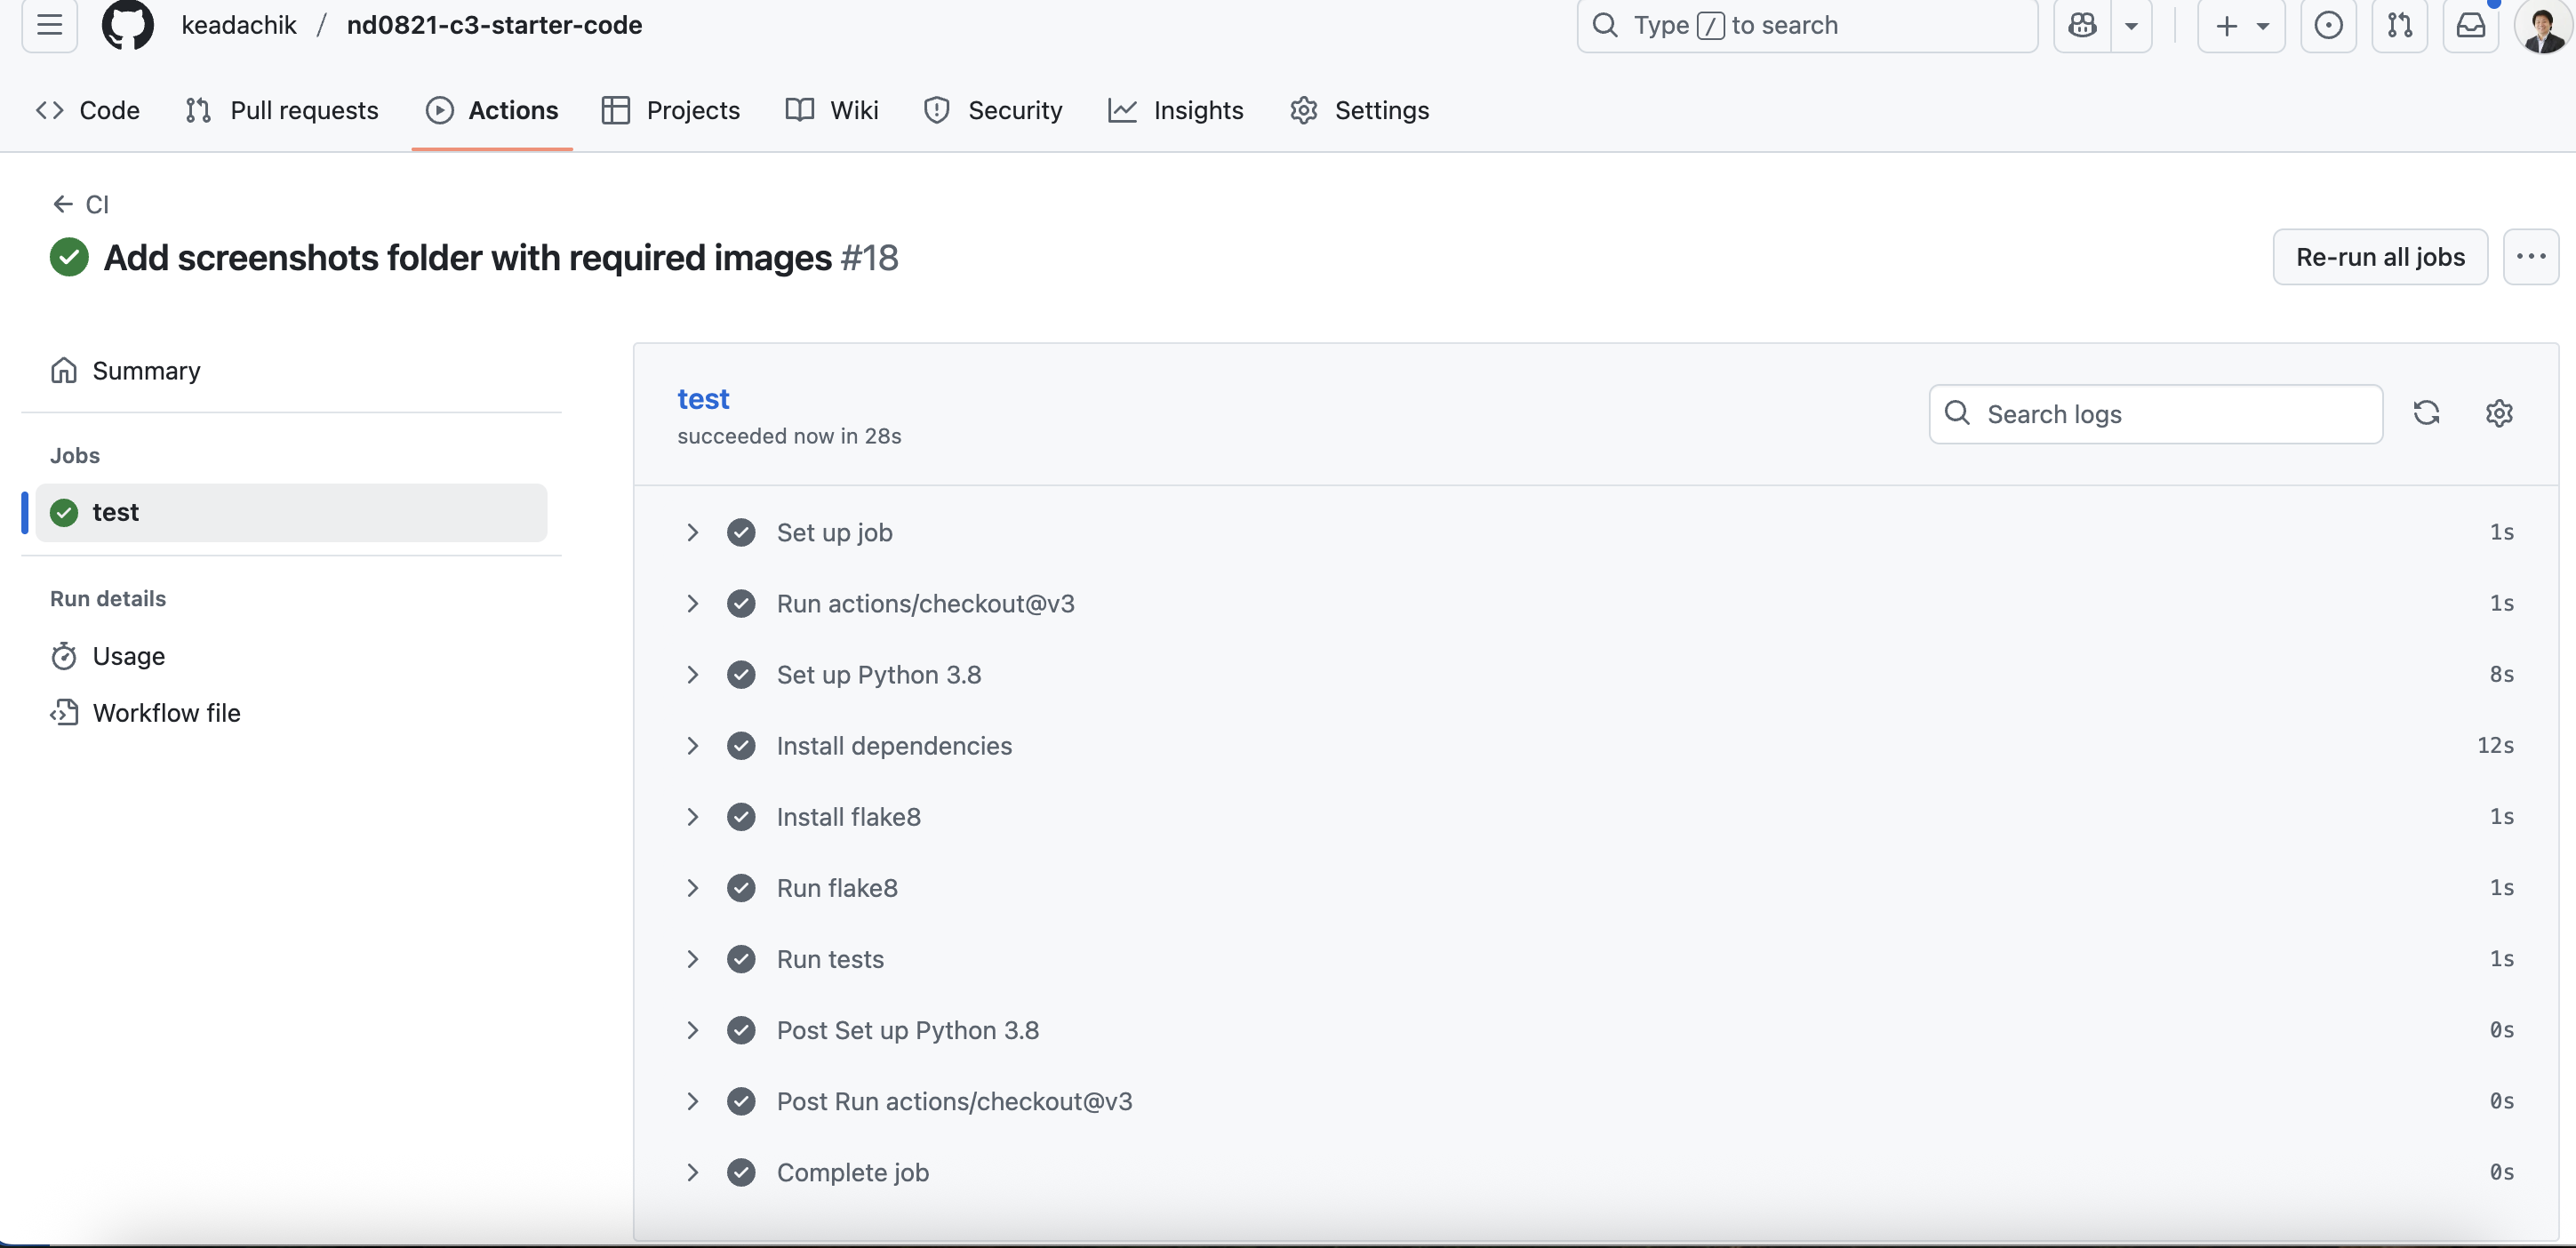 keadachik / nd0821-c3-starter-code
Type / to search
Code Pull requests Actions Projects Wiki Security Insights Settings
CI
Add screenshots folder with required images #18
Re-run all jobs
Summary
Jobs
test
Run details
Usage
Workflow file
test
succeeded now in 28s
Search logs
Set up job 1s
Run actions/checkout@v3 1s
Set up Python 3.8 8s
Install dependencies 12s
Install flake8 1s
Run flake8 1s
Run tests 1s
Post Set up Python 3.8 0s
Post Run actions/checkout@v3 0s
Complete job 0s